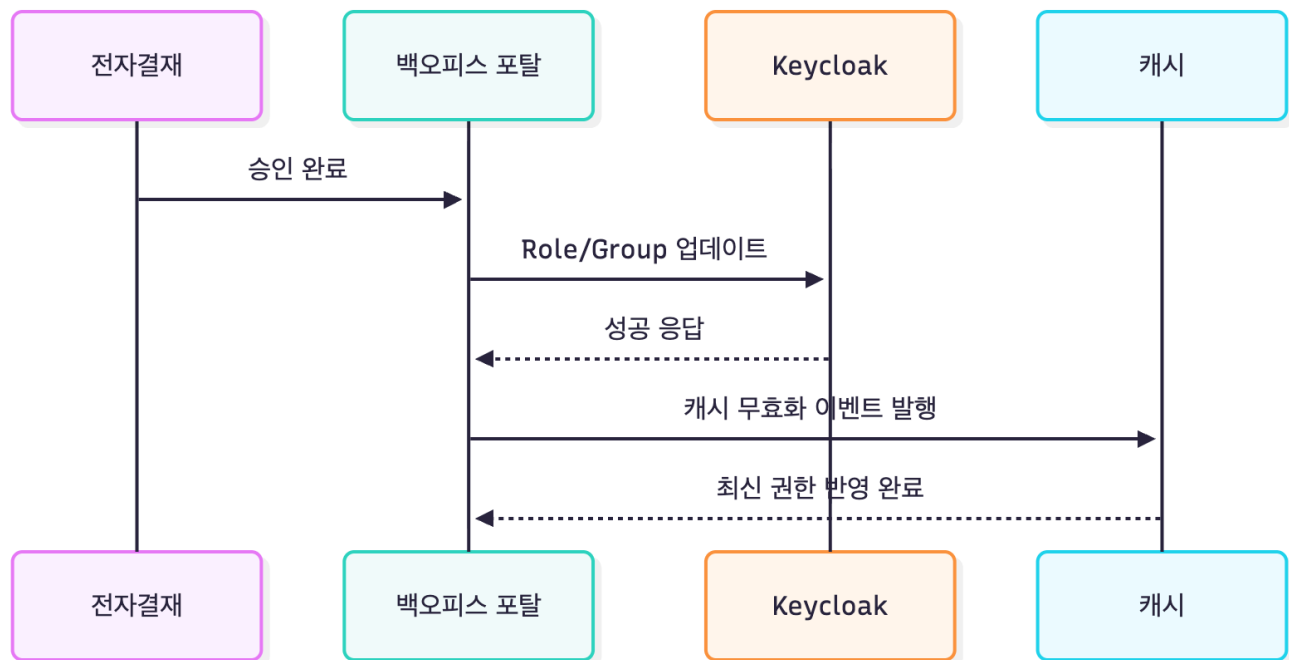 전자결재
백오피스 포탈
Keycloak
캐시
승인 완료
Role/Group 업데이트
성공 응답
캐시 무효화 이벤트 발행
최신 권한 반영 완료
전자결재
백오피스 포탈
Keycloak
캐시